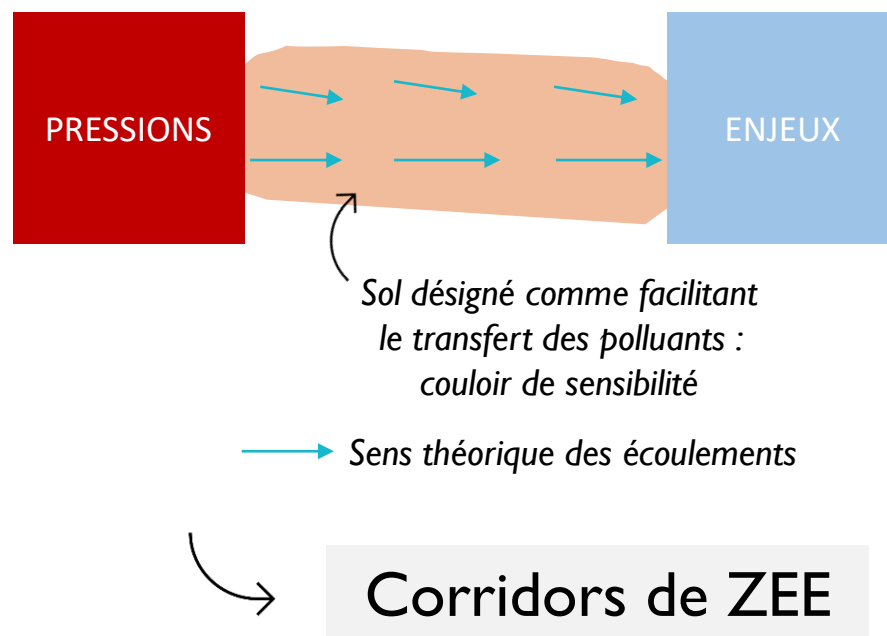 PRESSIONS
ENJEUX
Sol désigné comme facilitant
le transfert des polluants :
couloir de sensibilité
Sens théorique des écoulements
Corridors de ZEE